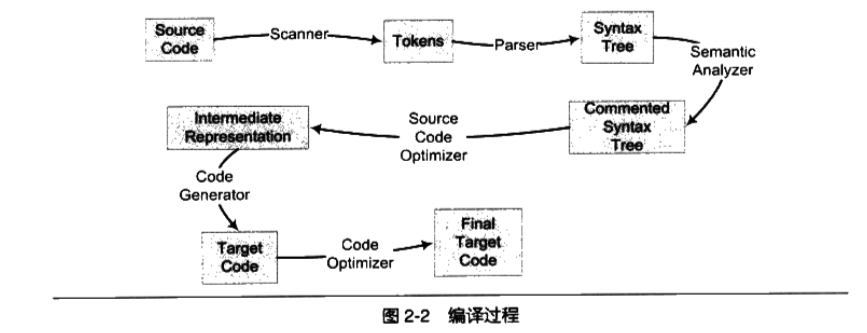 Source
Code
Scanner
Tokens
Parser
Syntax
Tree
Semantic
Analyzer
Commented
Syntax
Tree
Source
Code
Optimizer
Intermediate
Representation
Code
Generator
Target
Code
Code
Optimizer
Final
Target
Code
图 2-2 编译过程